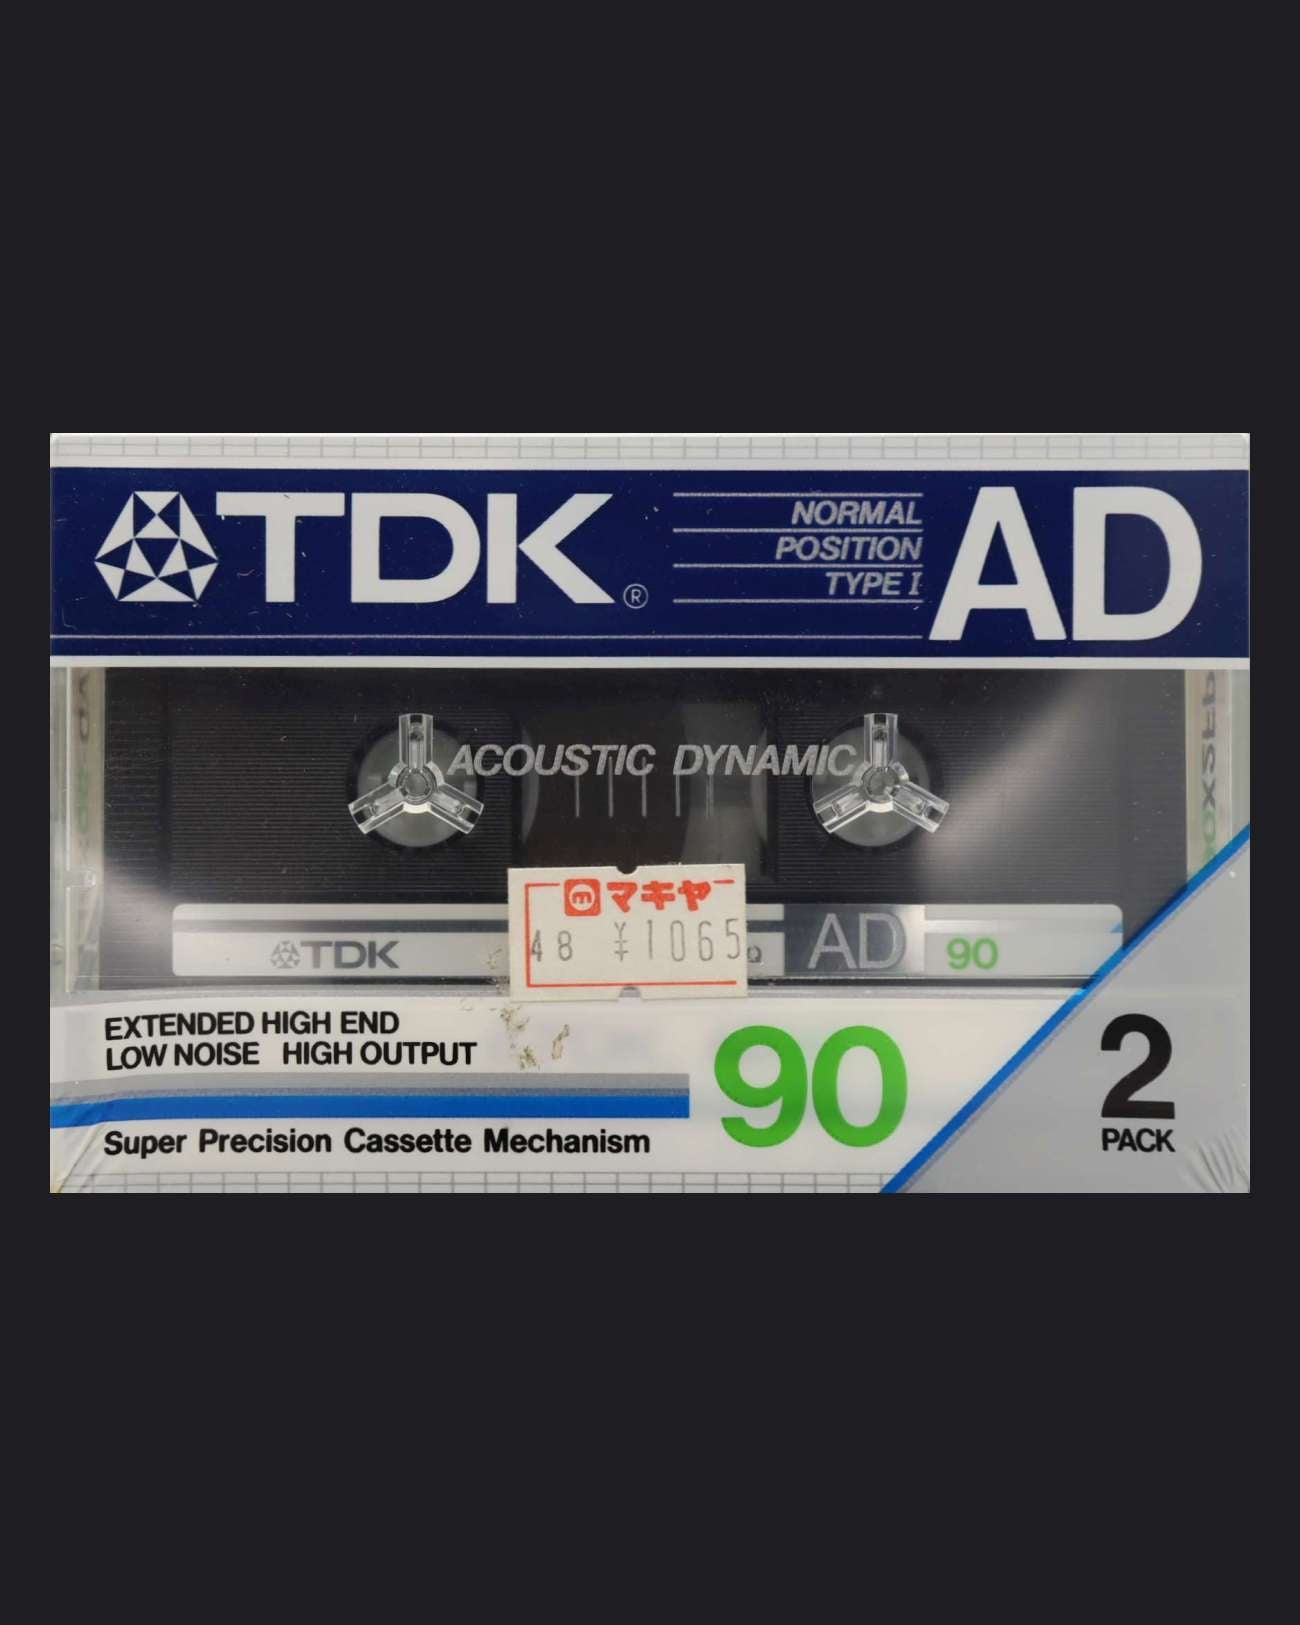 TDK®
NORMAL
POSITION
TYPE I
AD
ACOUSTIC DYNAMIC
マキヤ
48 ¥1065
TDK
AD
90
EXTENDED HIGH END
LOW NOISE HIGH OUTPUT
90
2
PACK
Super Precision Cassette Mechanism